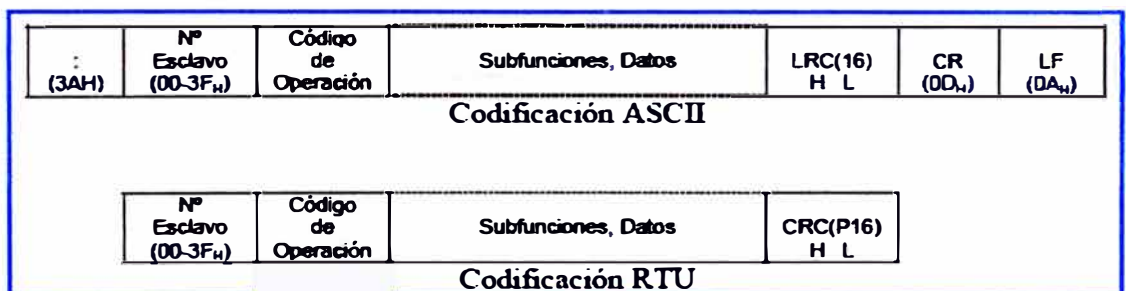 : (3AH)
Nº Esclavo (00-3FH)
Código de Operación
Subfunciones, Datos
LRC(16) H L
CR (0DH)
LF (0AH)
Codificación ASCII
Nº Esclavo (00-3FH)
Código de Operación
Subfunciones, Datos
CRC(P16) H L
Codificación RTU